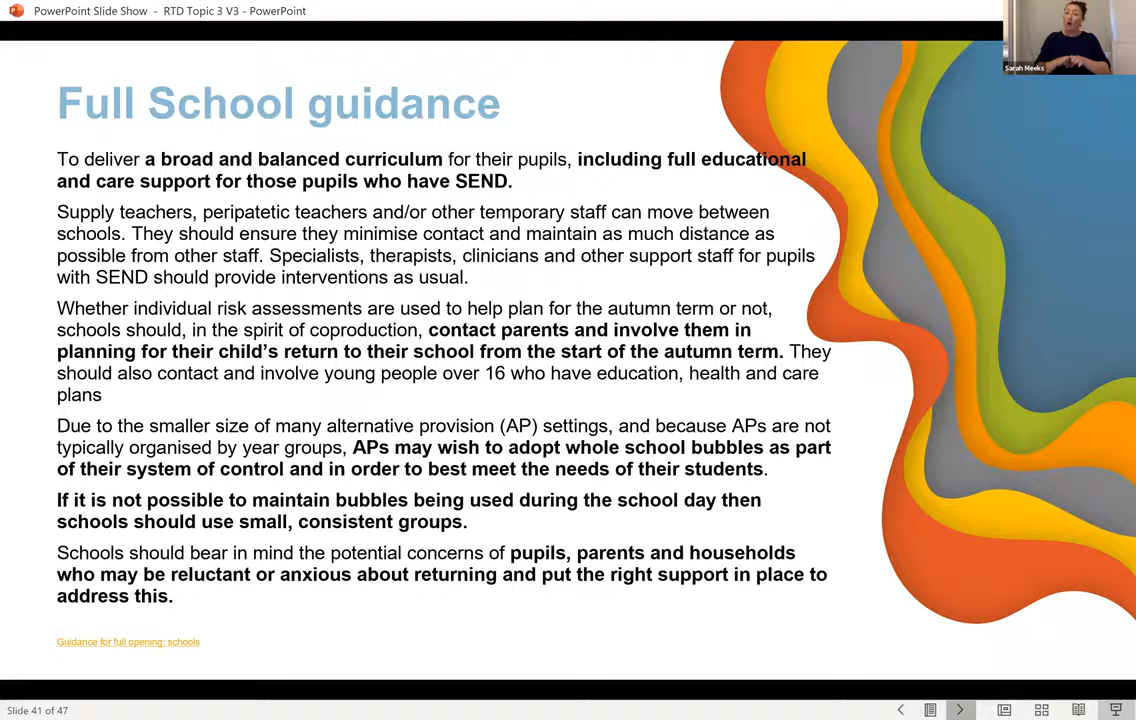 PowerPoint Slide Show - RTD Topic 3 V3 - PowerPoint
Sarah Meeks
Full School guidance
To deliver a broad and balanced curriculum for their pupils, including full educational
and care support for those pupils who have SEND.
Supply teachers, peripatetic teachers and/or other temporary staff can move between
schools. They should ensure they minimise contact and maintain as much distance as
possible from other staff. Specialists, therapists, clinicians and other support staff for pupils
with SEND should provide interventions as usual.
Whether individual risk assessments are used to help plan for the autumn term or not,
schools should, in the spirit of coproduction, contact parents and involve them in
planning for their child’s return to their school from the start of the autumn term. They
should also contact and involve young people over 16 who have education, health and care
plans
Due to the smaller size of many alternative provision (AP) settings, and because APs are not
typically organised by year groups, APs may wish to adopt whole school bubbles as part
of their system of control and in order to best meet the needs of their students.
If it is not possible to maintain bubbles being used during the school day then
schools should use small, consistent groups.
Schools should bear in mind the potential concerns of pupils, parents and households
who may be reluctant or anxious about returning and put the right support in place to
address this.
Guidance for full opening: schools
Slide 41 of 47